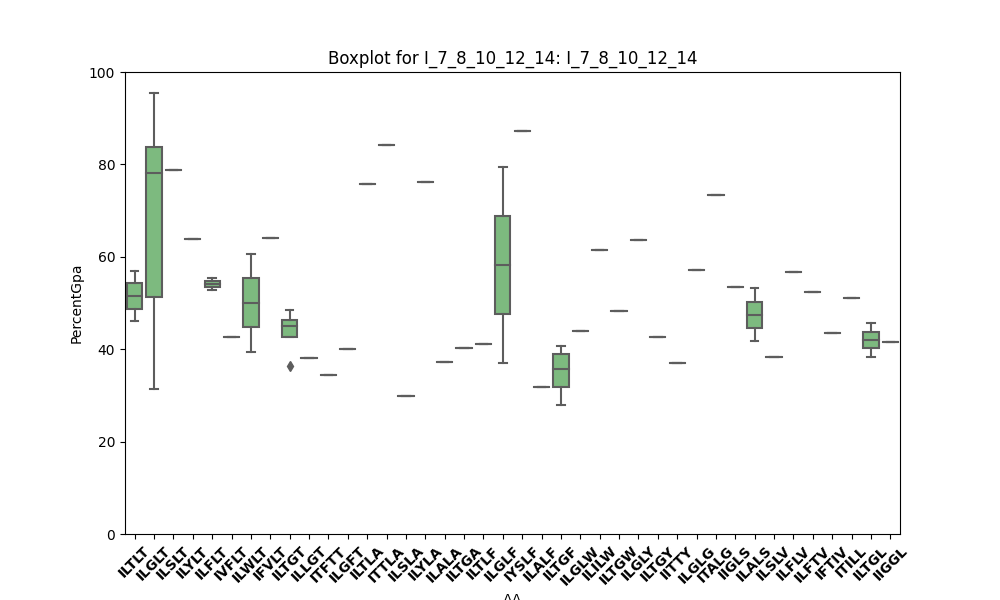 Boxplot for I_7_8_10_12_14: I_7_8_10_12_14
PercentGpa
100
80
60
40
20
0
ILTLT
ILGLT
ILSLT
ILYLT
ILFLT
IVFLT
ILWLT
IFVLT
ILTGT
ILLGT
ITFTT
ILGFT
ILTLA
ITTLA
ILSLA
ILYLA
ILALA
ILTGA
ILTLF
ILGLF
IYSLF
ILALF
ILTGF
ILGLW
ILILW
ILTGW
ILGLY
ILTGY
IITTY
ILGLG
ITALG
IIGLS
ILALS
ILSLV
ILFLV
ILFTV
IFTIV
ITILL
ILTGL
IIGGL